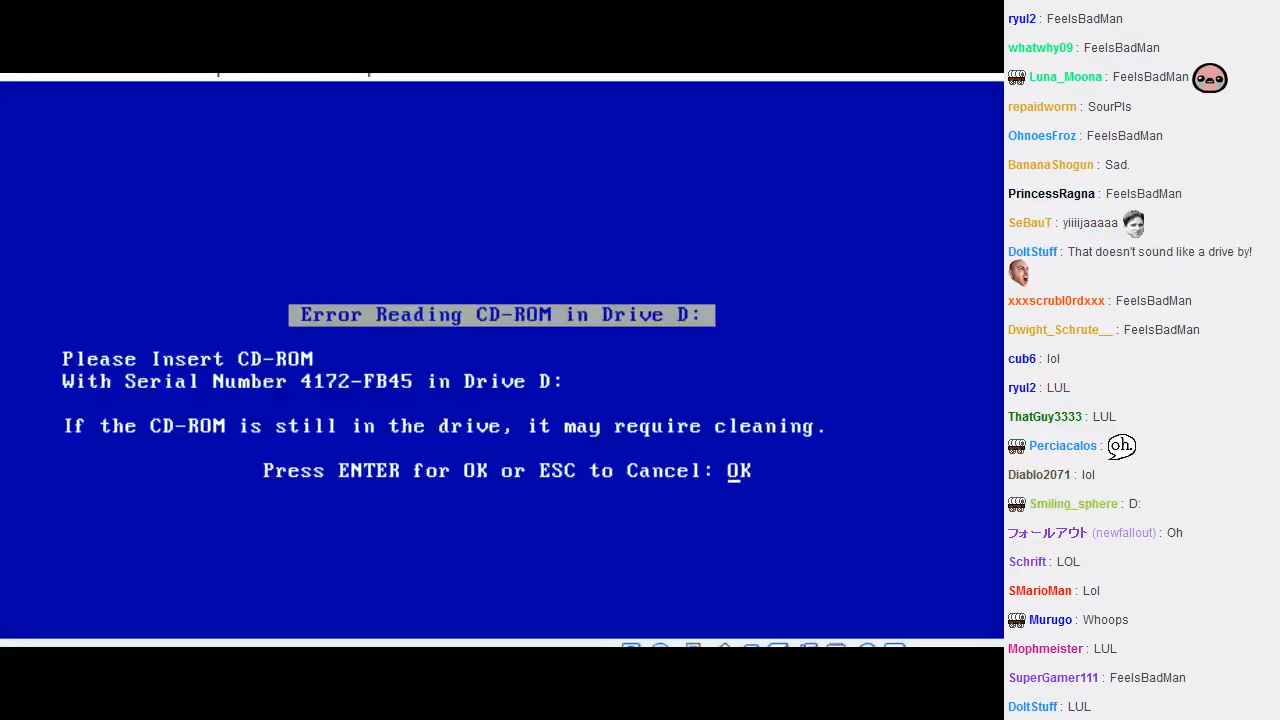 Error Reading CD-ROM in Drive D:
Please Insert CD-ROM
With Serial Number 4172-FB45 in Drive D:
If the CD-ROM is still in the drive, it may require cleaning.
Press ENTER for OK or ESC to Cancel: OK
ryul2 : FeelsBadMan
whatwhy09 : FeelsBadMan
Luna_Moona : FeelsBadMan
repaidworm : SourPls
OhnoesFroz : FeelsBadMan
BananaShogun : Sad.
PrincessRagna : FeelsBadMan
SeBauT : yiiiijaaaaa
DoItStuff : That doesn't sound like a drive by!
xxxscrubl0rdxxx : FeelsBadMan
Dwight_Schrute__ : FeelsBadMan
cub6 : lol
ryul2 : LUL
ThatGuy3333 : LUL
Perciacalos : oh.
Diablo2071 : lol
Smiling_sphere : D:
フォールアウト (newfallout) : Oh
Schrift : LOL
SMarioMan : Lol
Murugo : Whoops
Mophmeister : LUL
SuperGamer111 : FeelsBadMan
DoItStuff : LUL